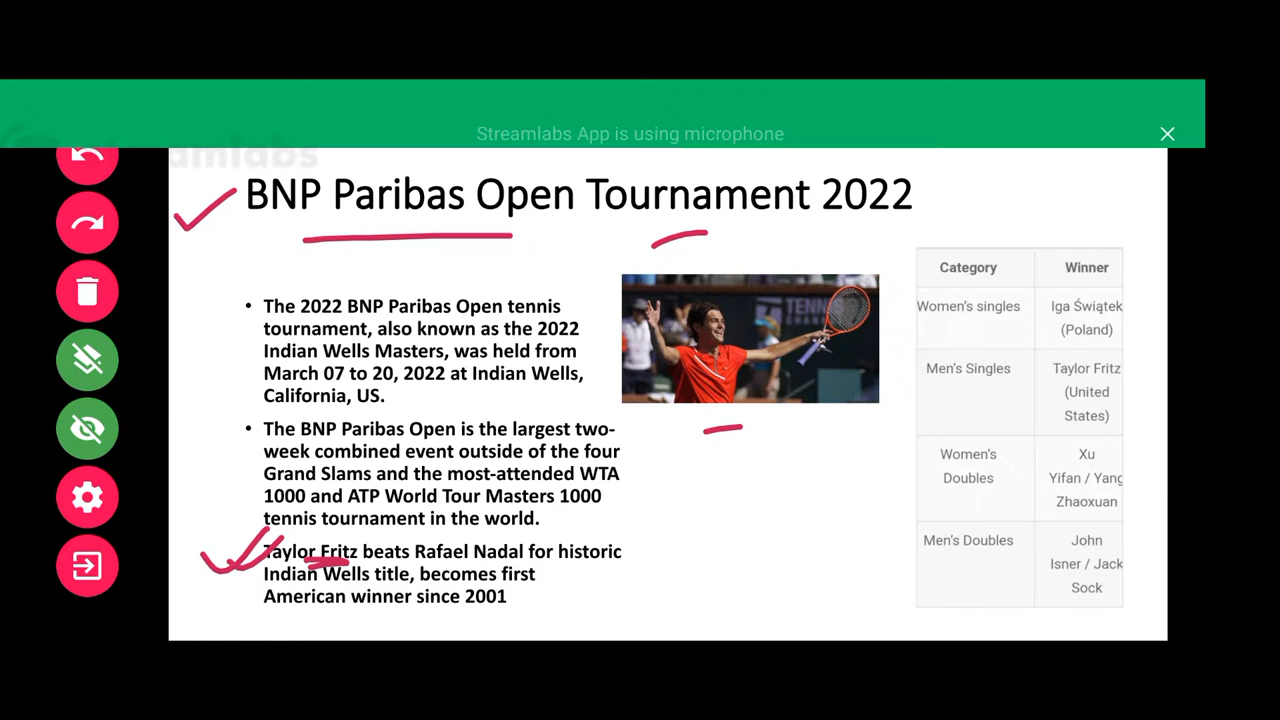 Streamlabs App is using microphone
amlabs
BNP Paribas Open Tournament 2022
• The 2022 BNP Paribas Open tennis
tournament, also known as the 2022
Indian Wells Masters, was held from
March 07 to 20, 2022 at Indian Wells,
California, US.
• The BNP Paribas Open is the largest two-
week combined event outside of the four
Grand Slams and the most-attended WTA
1000 and ATP World Tour Masters 1000
tennis tournament in the world.
Taylor Fritz beats Rafael Nadal for historic
Indian Wells title, becomes first
American winner since 2001
TENN
Category Winner
Women's singles Iga Świątek
(Poland)
Men's Singles Taylor Fritz
(United
States)
Women's Xu
Doubles Yifan / Yang
Zhaoxuan
Men's Doubles John
Isner / Jack
Sock